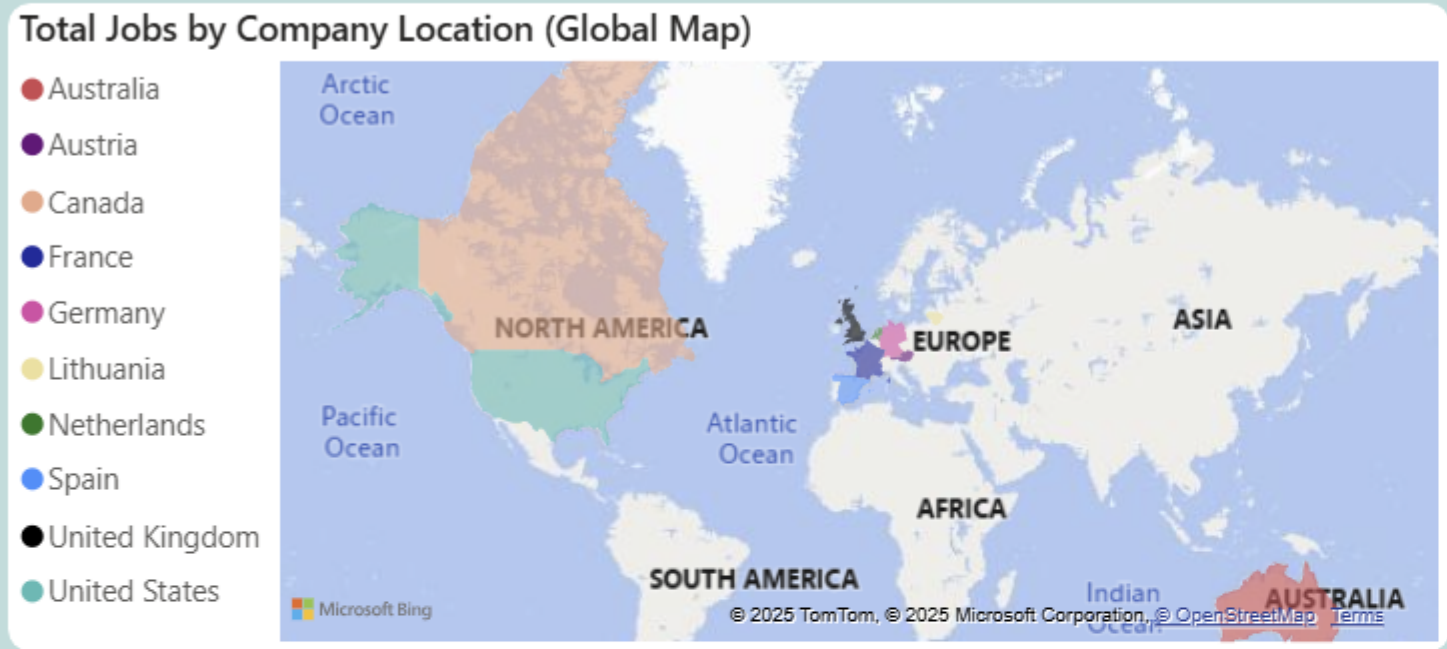 Total Jobs by Company Location (Global Map)
Australia
Austria
Canada
France
Germany
Lithuania
Netherlands
Spain
United Kingdom
United States
Arctic
Ocean
NORTH AMERICA
Pacific
Ocean
Atlantic
Ocean
EUROPE
ASIA
AFRICA
SOUTH AMERICA
Indian
Ocean
AUSTRALIA
Microsoft Bing
© 2025 TomTom, © 2025 Microsoft Corporation, © OpenStreetMap Terms